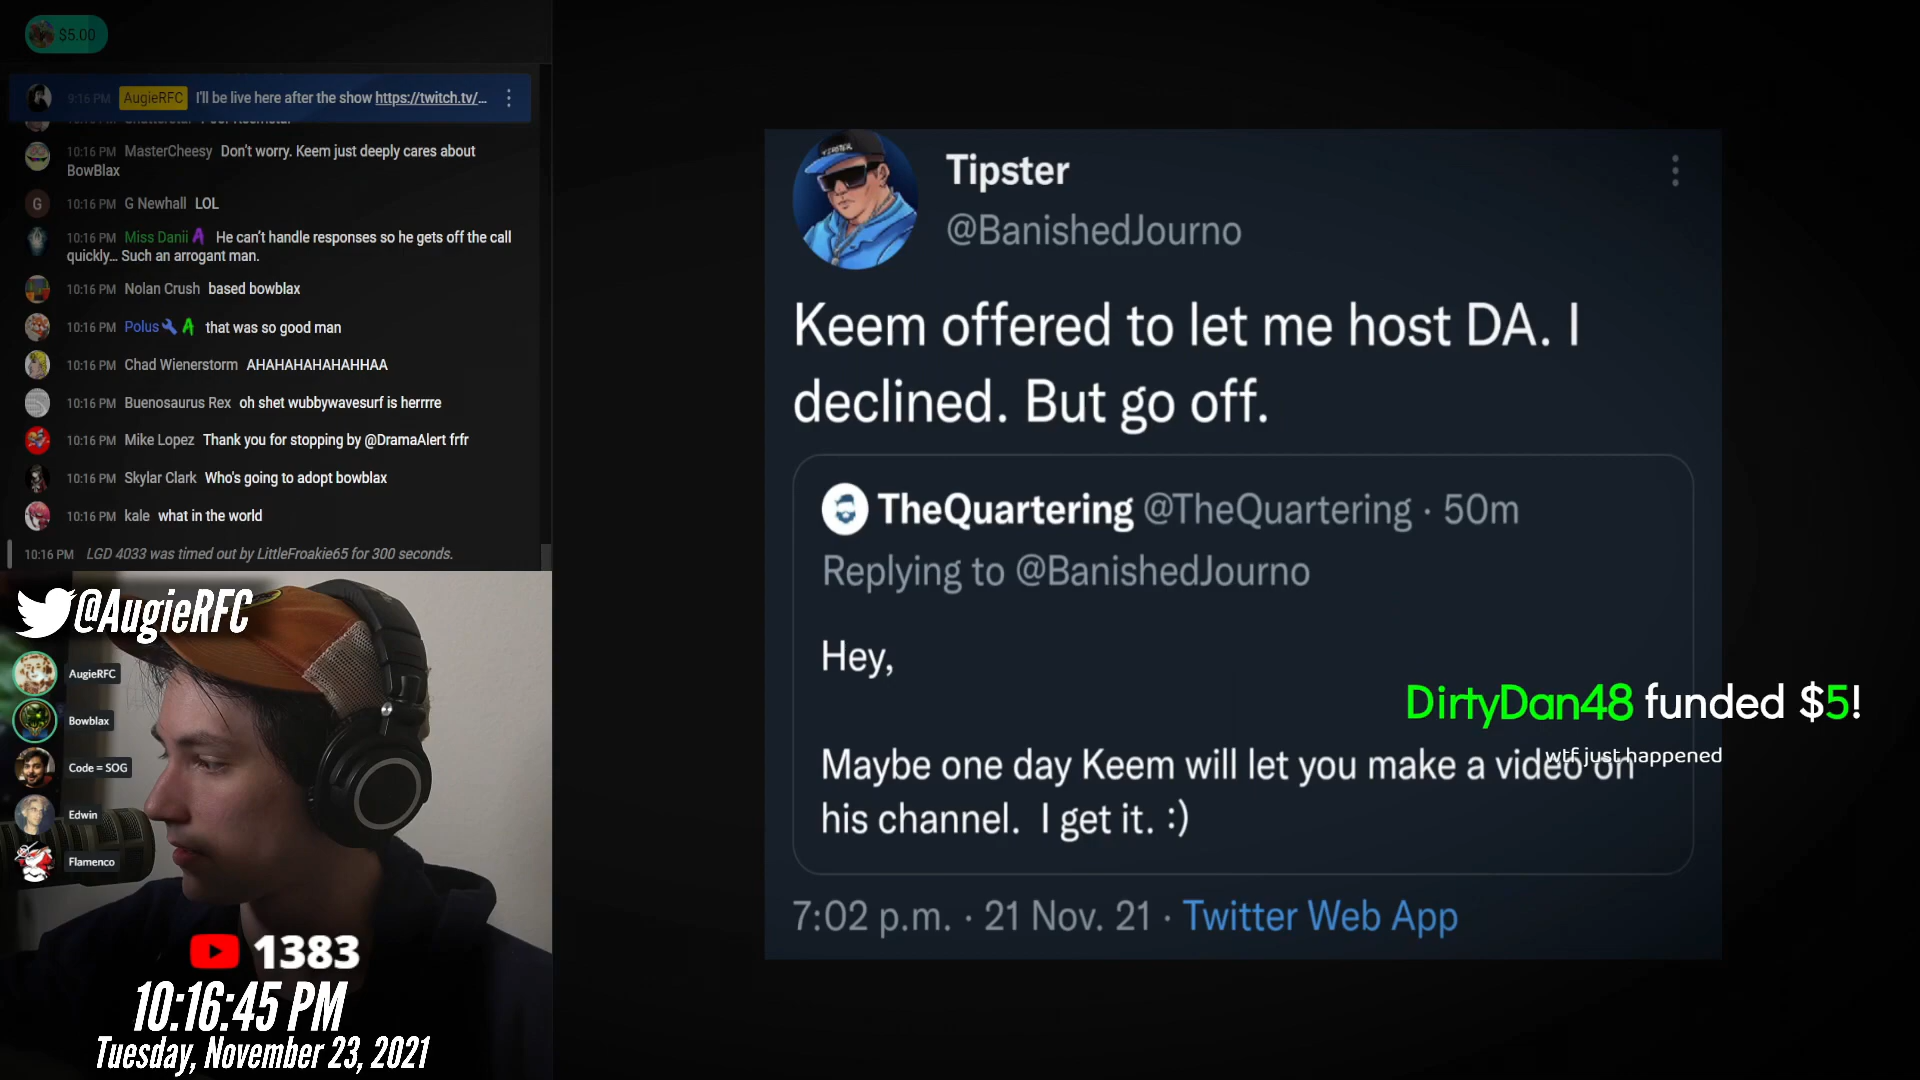 $5.00
9:16 PM AugieRFC I'll be live here after the show https://twitch.tv/...
10:16 PM MasterCheesy Don't worry. Keem just deeply cares about
BowBlax
G 10:16 PM G Newhall LOL
10:16 PM Miss Danii He can't handle responses so he gets off the call
quickly... Such an arrogant man.
10:16 PM Nolan Crush based bowblax
10:16 PM Polus that was so good man
10:16 PM Chad Wienerstorm AHAHAHAHAHAHHAA
10:16 PM Buenosaurus Rex oh shet wubbywavesurf is herrrre
10:16 PM Mike Lopez Thank you for stopping by @DramaAlert frfr
10:16 PM Skylar Clark Who's going to adopt bowblax
10:16 PM kale what in the world
10:16 PM LGD 4033 was timed out by LittleFroakie65 for 300 seconds.
@AugieRFC
AugieRFC
Bowblax
Code = SOG
Edwin
Flamenco
1383
10:16:45 PM
Tuesday, November 23, 2021
Tipster
@BanishedJourno
Keem offered to let me host DA. I
declined. But go off.
TheQuartering @TheQuartering · 50m
Replying to @BanishedJourno
Hey,
Maybe one day Keem will let you make a video on
his channel. I get it. :)
7:02 p.m. · 21 Nov. 21 · Twitter Web App
DirtyDan48 funded $5!
wtf just happened